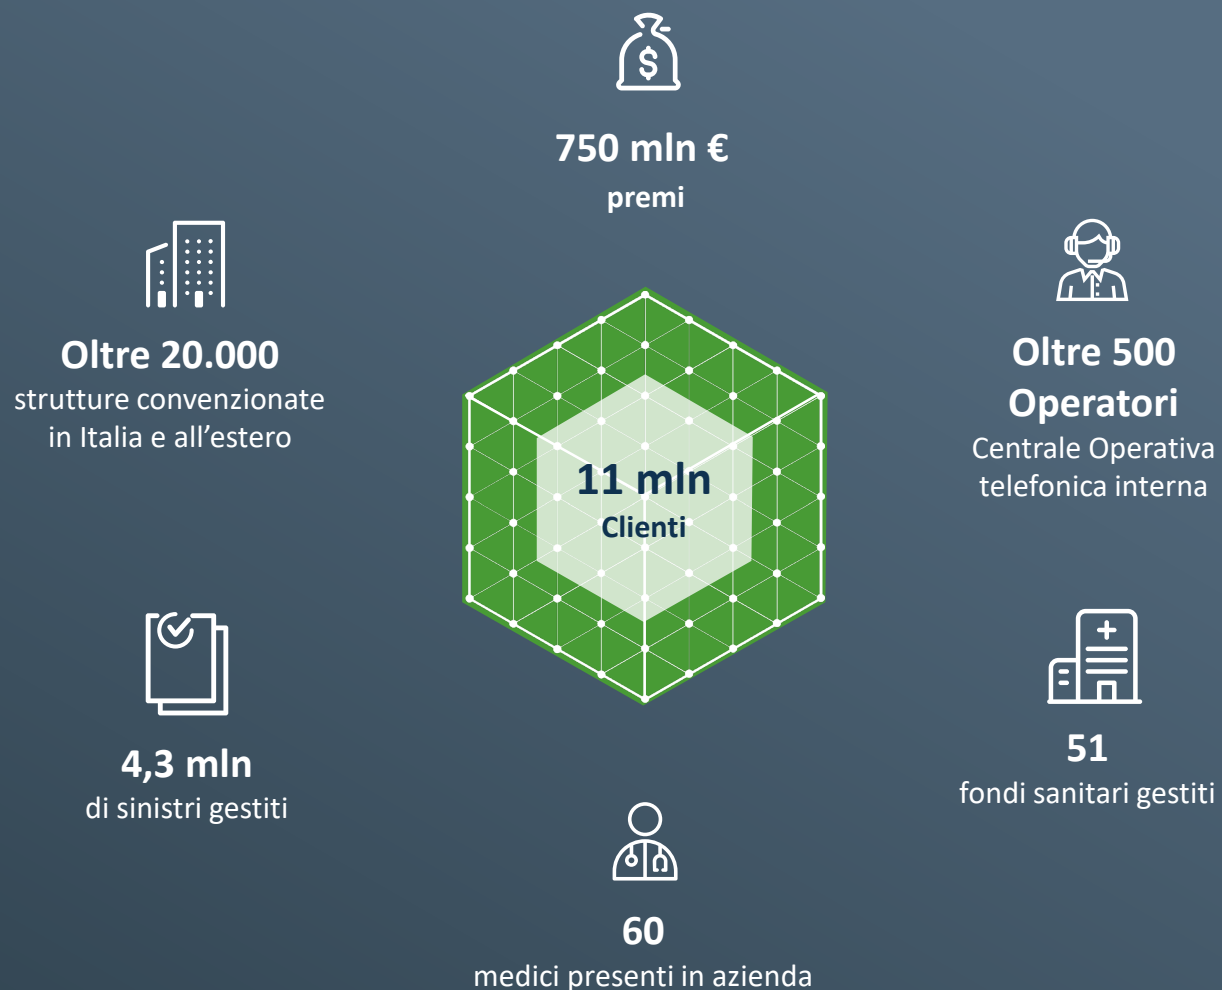 750 mln €
premi
Oltre 20.000
strutture convenzionate
in Italia e all’estero
Oltre 500
Operatori
Centrale Operativa
telefonica interna
11 mln
Clienti
4,3 mln
di sinistri gestiti
51
fondi sanitari gestiti
60
medici presenti in azienda